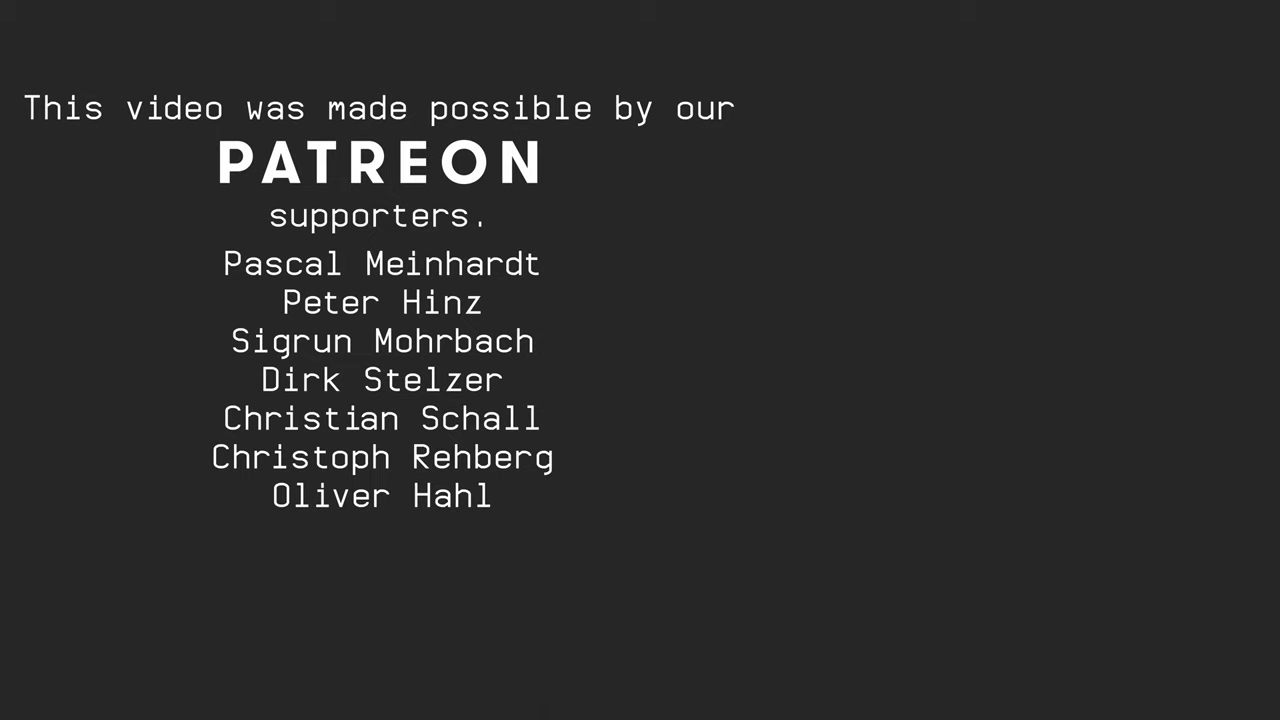 This video was made possible by our
PATREON
supporters.
Pascal Meinhardt
Peter Hinz
Sigrun Mohrbach
Dirk Stelzer
Christian Schall
Christoph Rehberg
Oliver Hahl